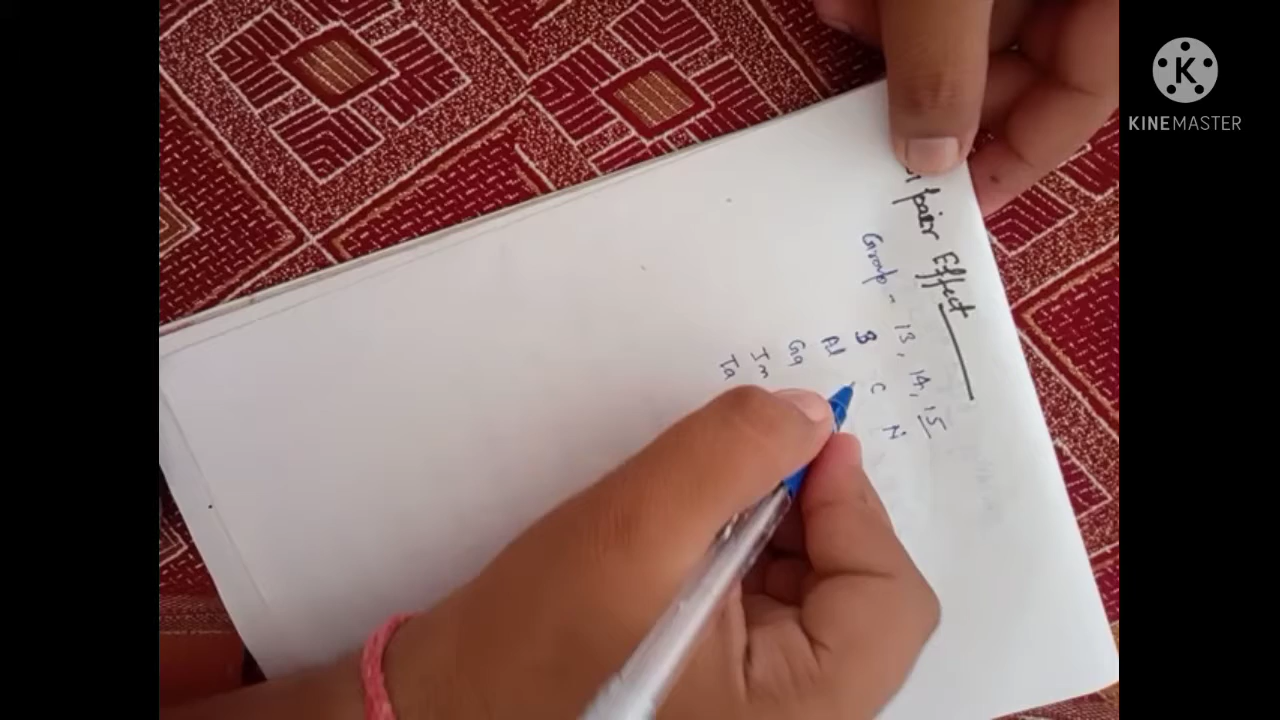 pair Effect
Group - 13, 14, 15
B C N
Al
Ga
In
Ta
KINEMASTER